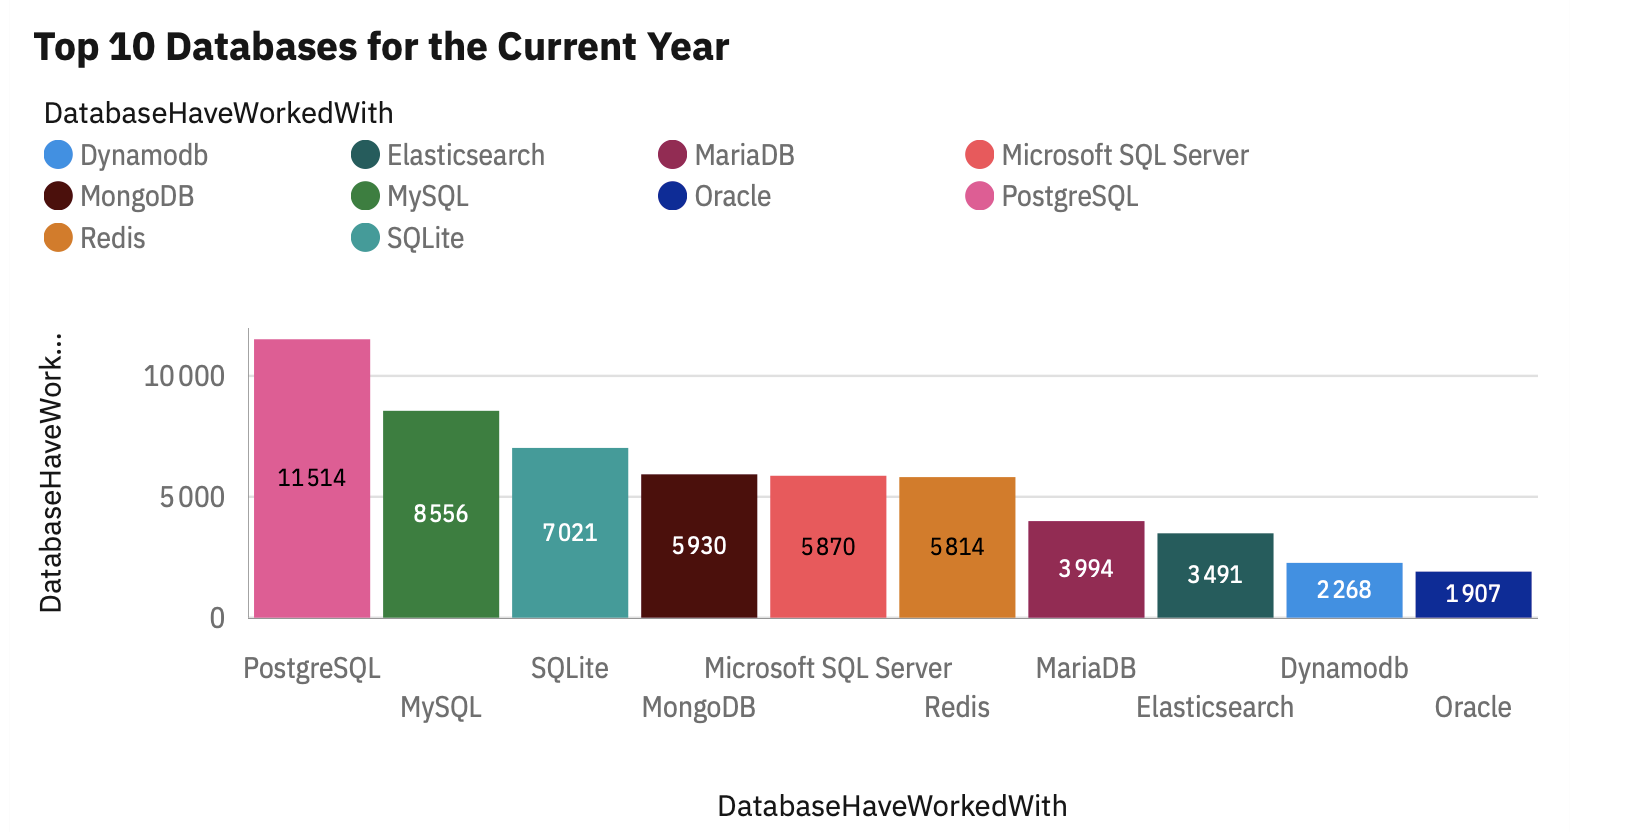 Top 10 Databases for the Current Year
DatabaseHaveWorkedWith
Dynamodb Elasticsearch MariaDB Microsoft SQL Server
MongoDB MySQL Oracle PostgreSQL
Redis SQLite
DatabaseHaveWork...
10 000
5 000
0
11 514
8 556
7 021
5 930
5 870
5 814
3 994
3 491
2 268
1 907
PostgreSQL SQLite Microsoft SQL Server MariaDB Dynamodb
MySQL MongoDB Redis Elasticsearch Oracle
DatabaseHaveWorkedWith